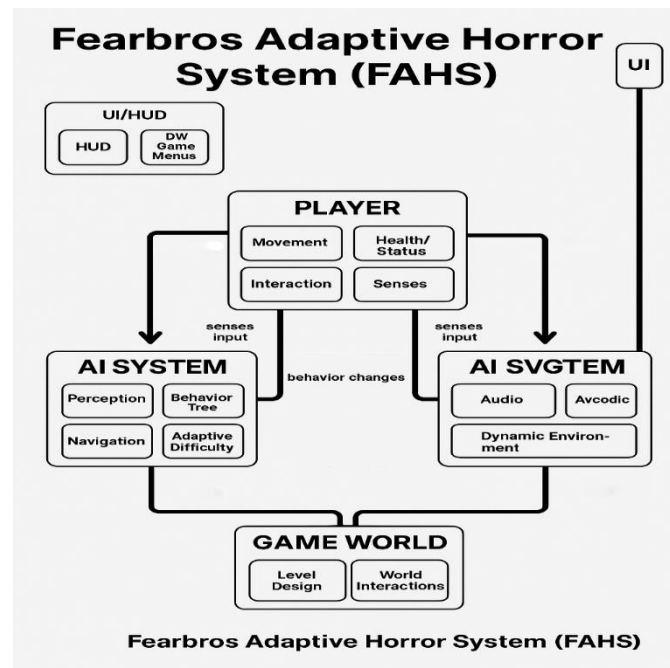 Fearbros Adaptive Horror
System (FAHS)
UI
UI/HUD
HUD
DW
Game
Menus
PLAYER
Movement
Health/
Status
Interaction
Senses
senses
input
senses
input
behavior changes
AI SYSTEM
Perception
Behavior
Tree
Navigation
Adaptive
Difficulty
AI SVGTEM
Audio
Avcodic
Dynamic Environ-
ment
GAME WORLD
Level
Design
World
Interactions
Fearbros Adaptive Horror System (FAHS)